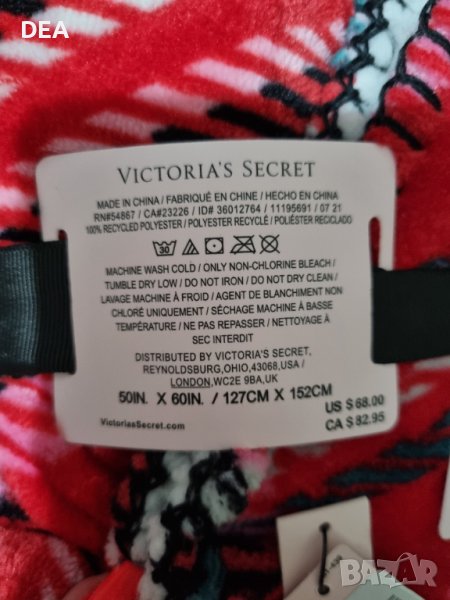 DEA
VICTORIA'S SECRET
MADE IN CHINA / FABRIQUÉ EN CHINE / HECHO EN CHINA
RN#54867 / CA#23226 / ID# 36012764 / 11195691 / 07 21
100% RECYCLED POLYESTER / POLYESTER RECYCLÉ / POLIÉSTER RECICLADO
30
MACHINE WASH COLD / ONLY NON-CHLORINE BLEACH /
TUMBLE DRY LOW / DO NOT IRON / DO NOT DRY CLEAN /
LAVAGE MACHINE À FROID / AGENT DE BLANCHIMENT NON
CHLORÉ UNIQUEMENT / SÉCHAGE MACHINE À BASSE
TEMPÉRATURE / NE PAS REPASSER / NETTOYAGE À
SEC INTERDIT
DISTRIBUTED BY VICTORIA'S SECRET,
REYNOLDSBURG,OHIO,43068,USA /
LONDON,WC2E 9BA,UK
50IN. X 60IN. / 127CM X 152CM
US $ 68.00
CA $ 82.95
VictoriasSecret.com
BAZAR